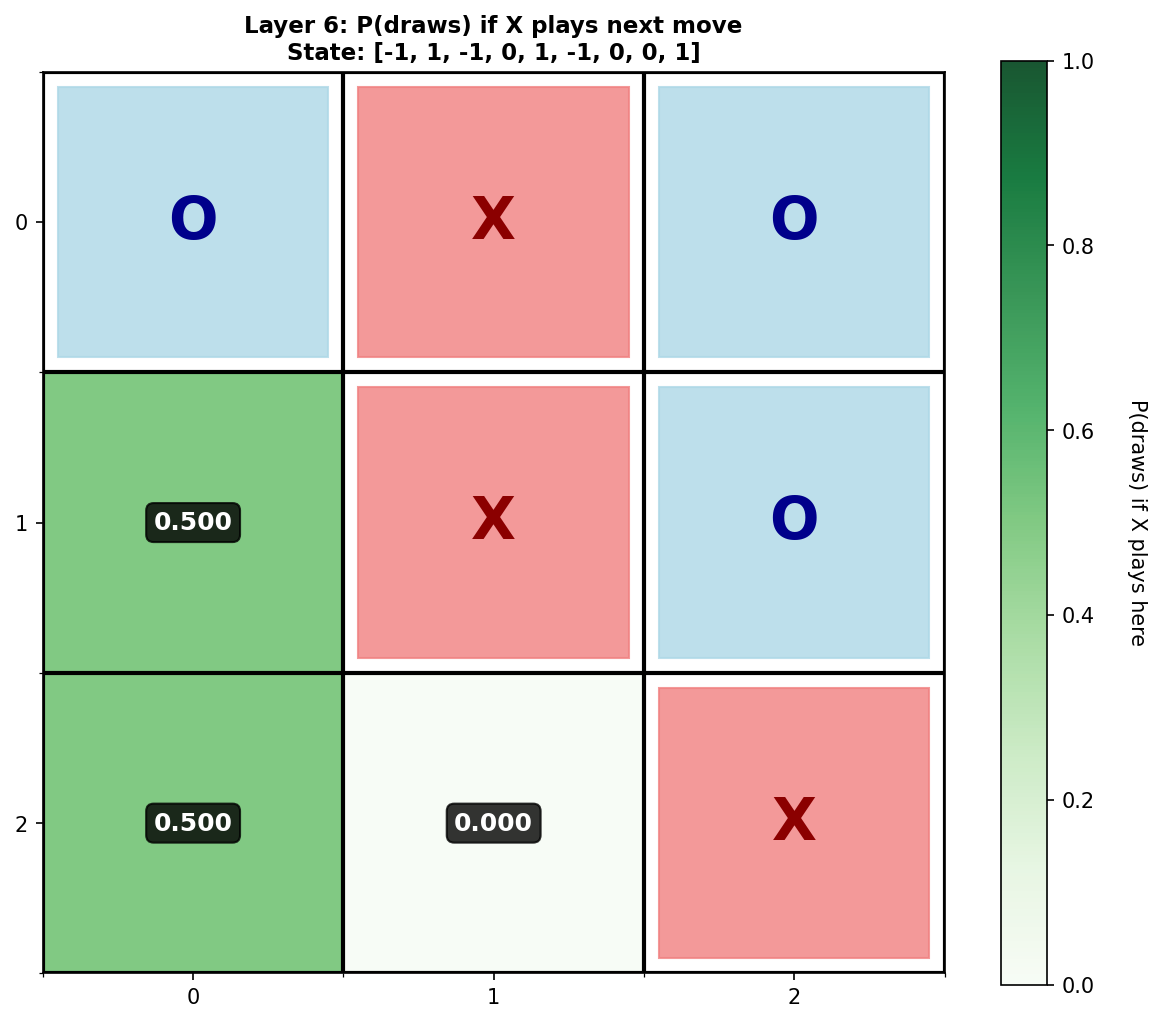 Layer 6: P(draws) if X plays next move
State: [-1, 1, -1, 0, 1, -1, 0, 0, 1]
O X O
0
0.500 X O
1
0.500 0.000 X
2
0 1 2
1.0
0.8
0.6
0.4
0.2
0.0
P(draws) if X plays here